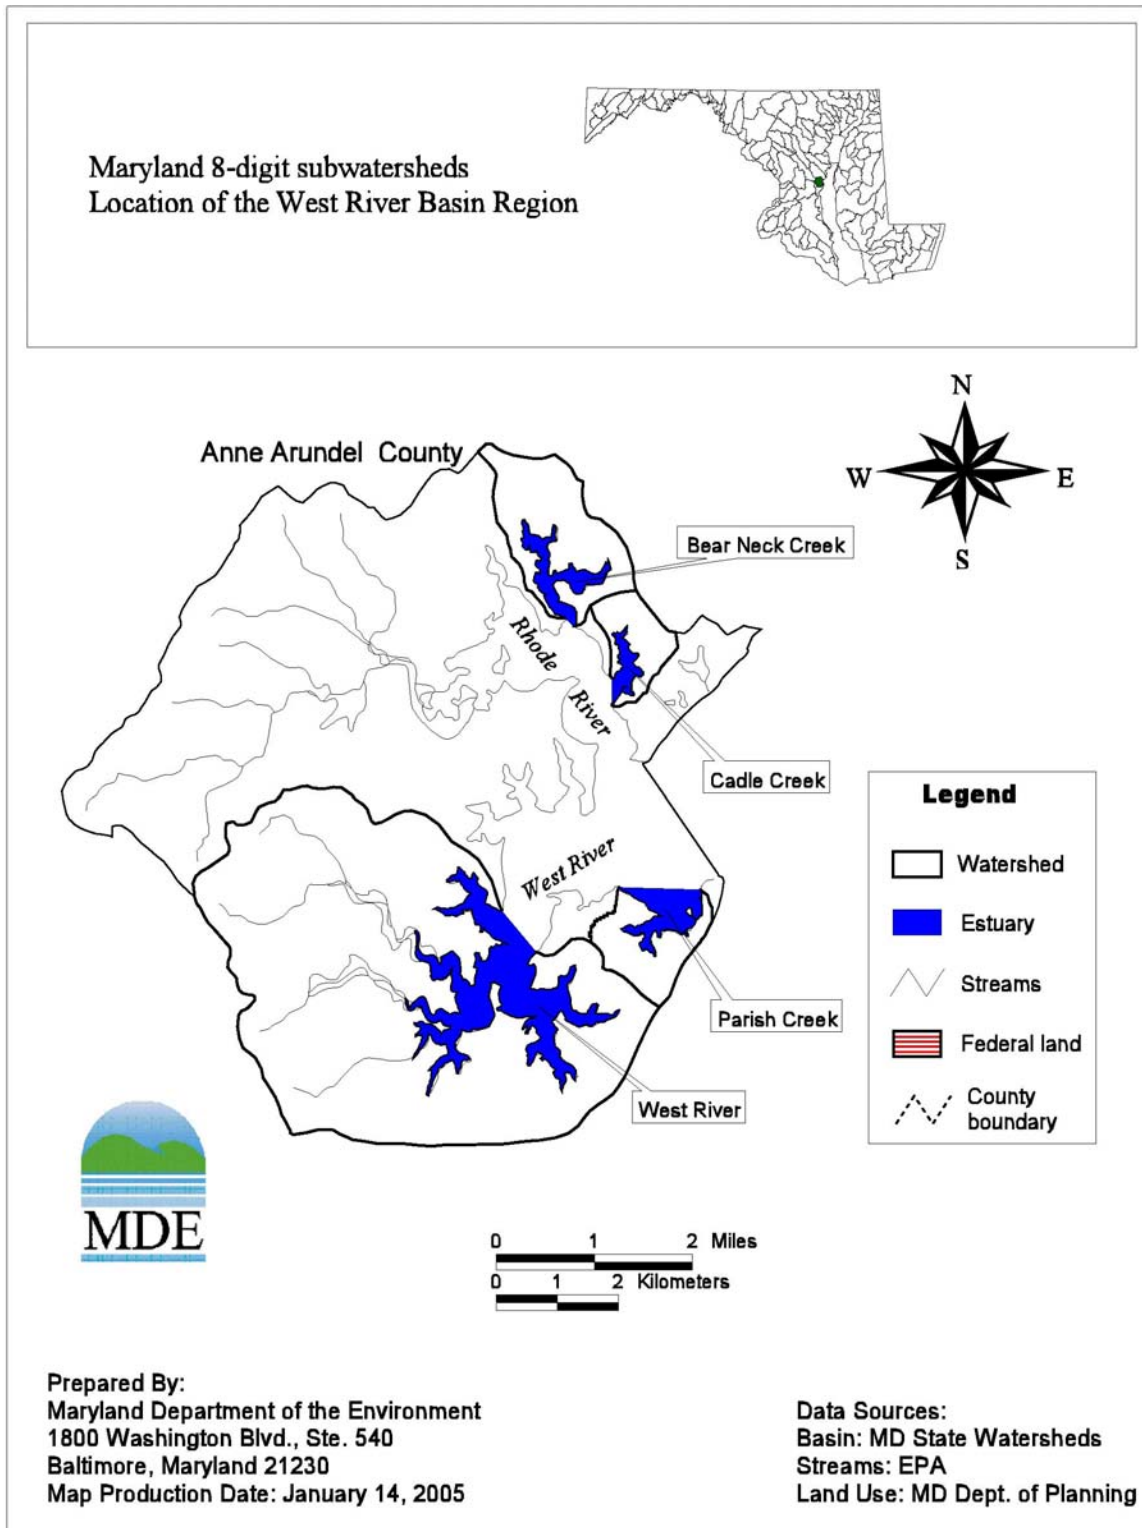 Maryland 8-digit subwatersheds
Location of the West River Basin Region
N
W
E
S
Anne Arundel County
Bear Neck Creek
Rhode
River
Cadle Creek
Legend
Watershed
Estuary
Streams
Federal land
County
boundary
West River
Parish Creek
West River
MDE
0 1 2 Miles
0 1 2 Kilometers
Prepared By:
Maryland Department of the Environment
1800 Washington Blvd., Ste. 540
Baltimore, Maryland 21230
Map Production Date: January 14, 2005
Data Sources:
Basin: MD State Watersheds
Streams: EPA
Land Use: MD Dept. of Planning